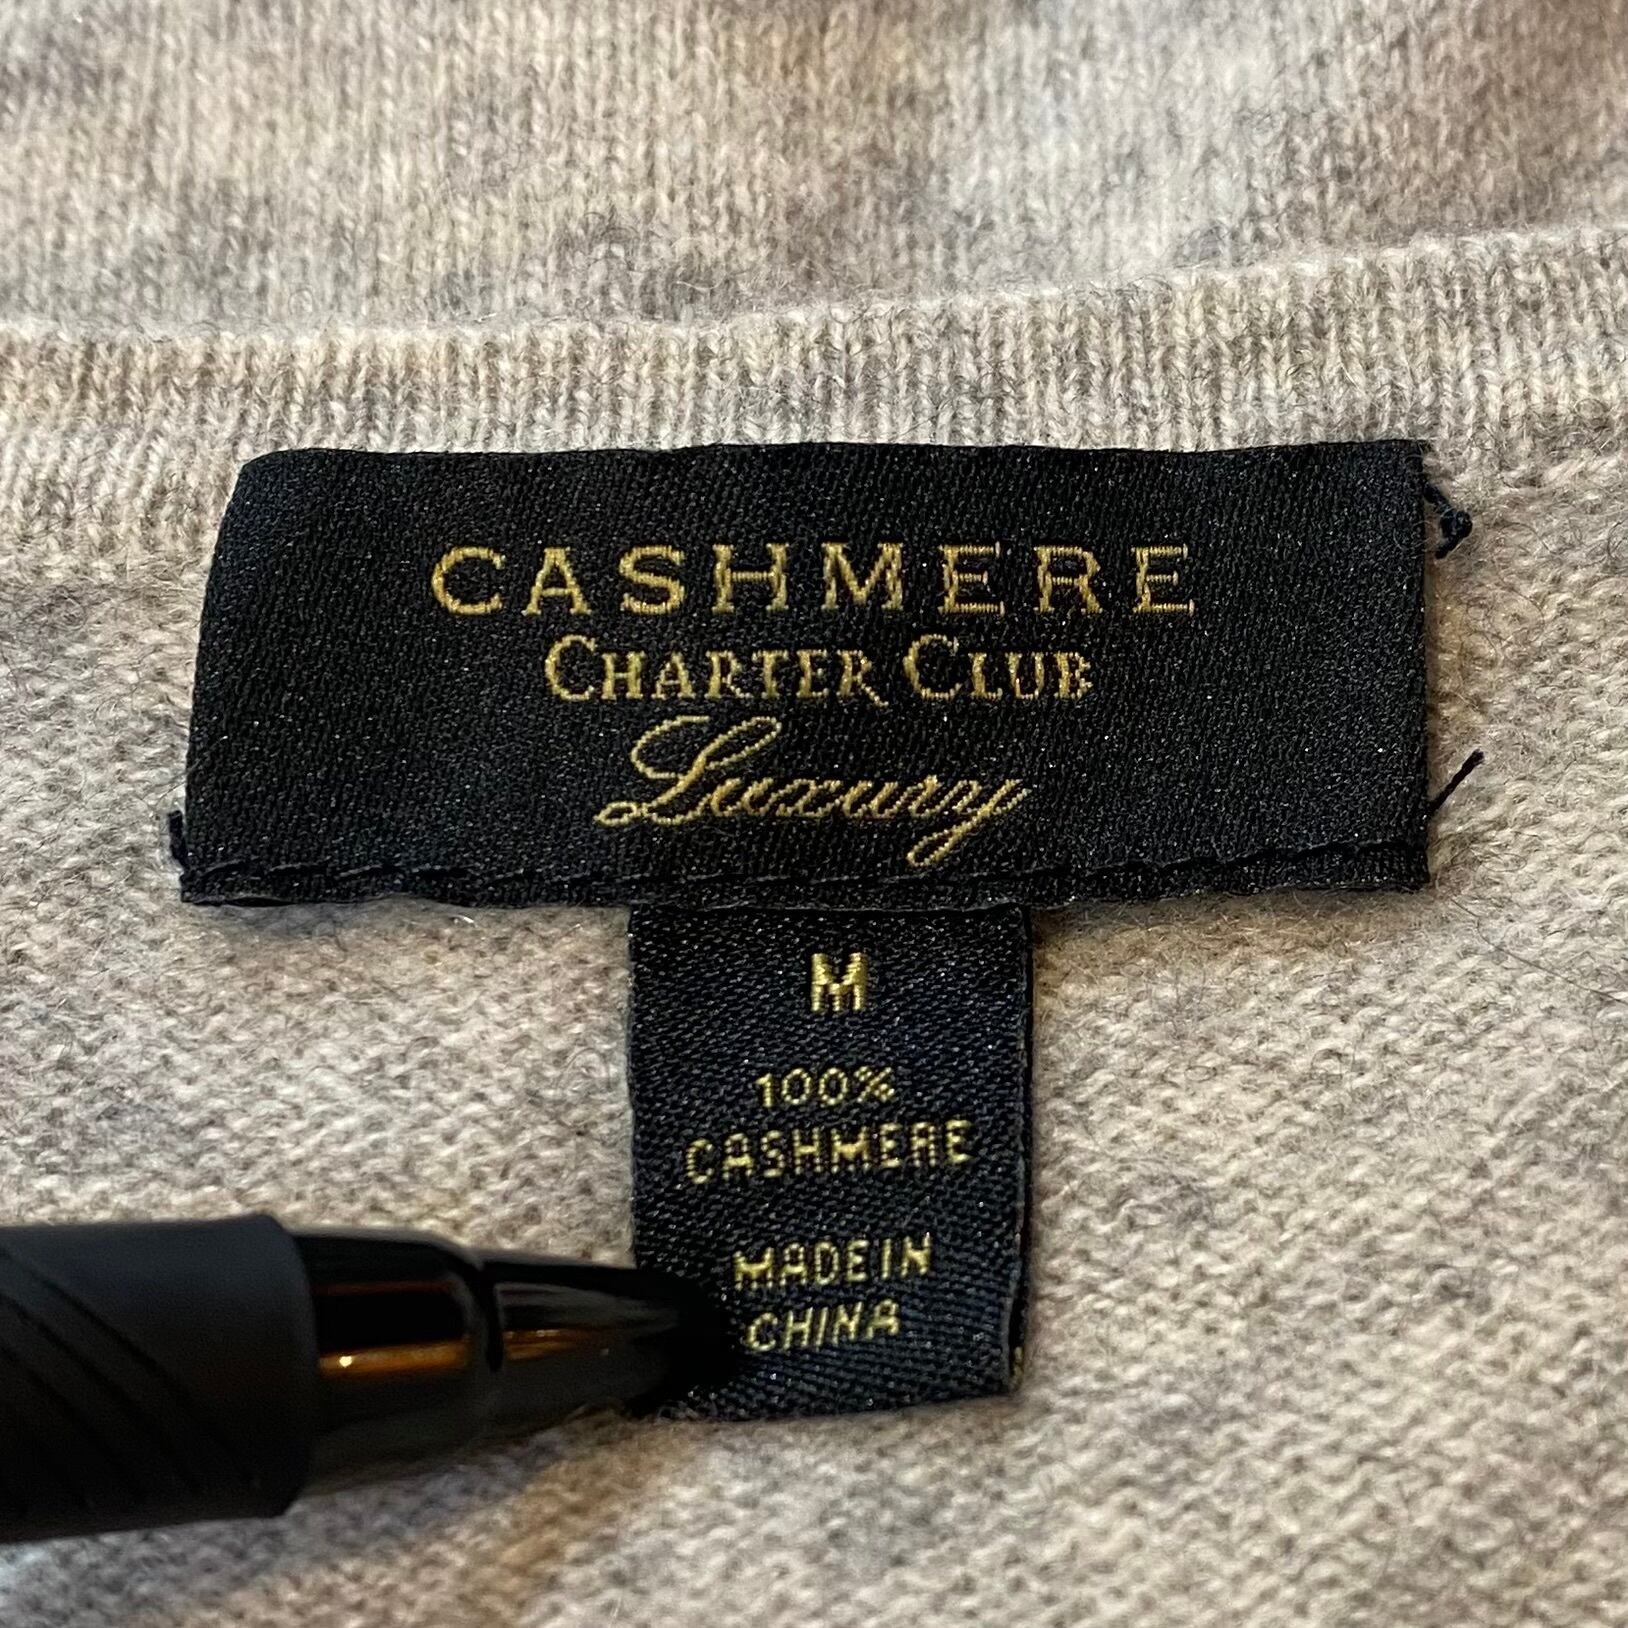 CASHMERE
CHARTER CLUB
Luxury
M
100%
CASHMERE
MADE IN
CHINA